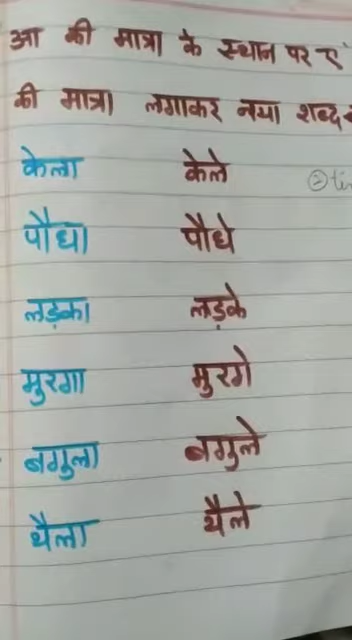 आ की मात्रा के स्थान पर ए
की मात्रा लगाकर नया शब्द
केला केले
पौधा पौधे
लड़का लड़के
मुरगा मुरगे
बगुला बगुले
थैला थैले